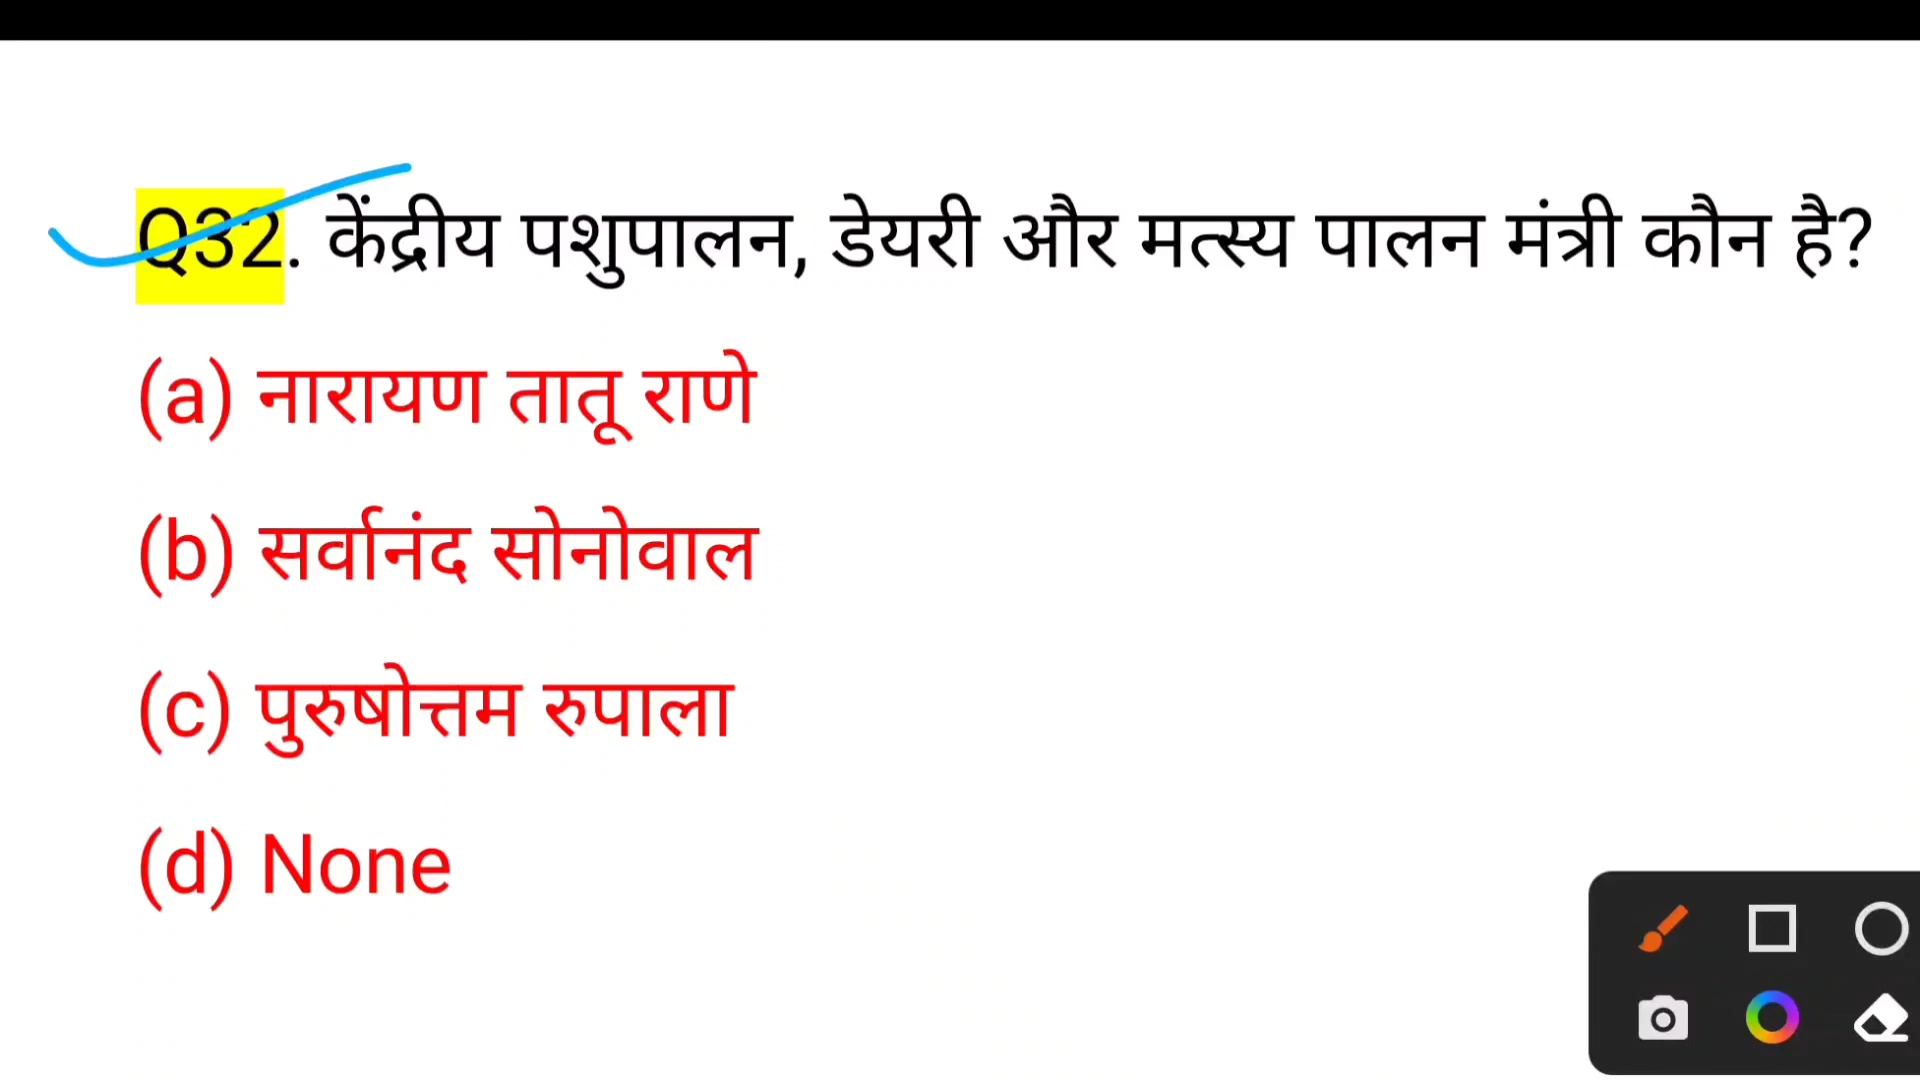 Q32. केंद्रीय पशुपालन, डेयरी और मत्स्य पालन मंत्री कौन है?
(a) नारायण तातू राणे
(b) सर्वानंद सोनोवाल
(c) पुरुषोत्तम रुपाला
(d) None